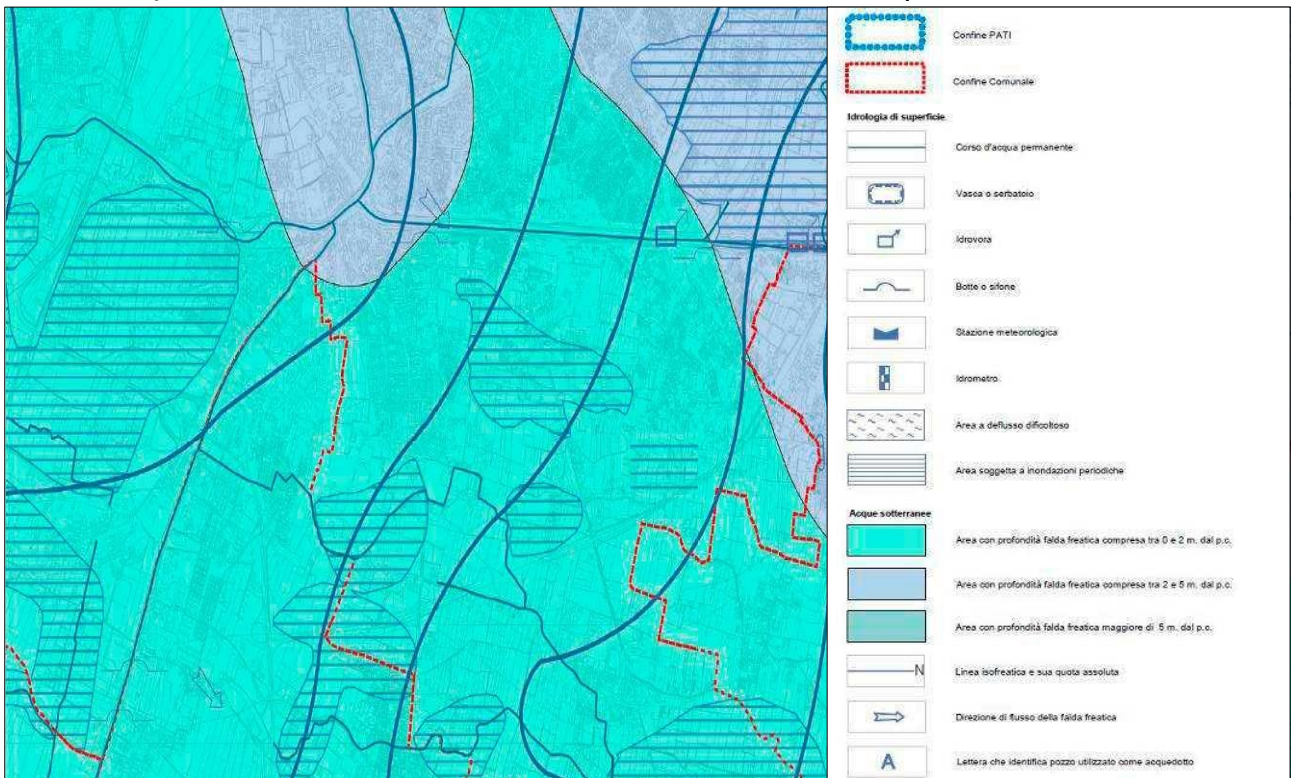 Confine PATI
Confine Comunale
Idrologia di superficie
Corso d'acqua permanente
Vasca o serbatoio
Idrovora
Botte o sifone
Stazione meteorologica
Idrometro
Area a deflusso difficoltoso
Area soggetta a inondazioni periodiche
Acque sotterranee
Area con profondità falda freatica compresa tra 0 e 2 m. dal p.c.
Area con profondità falda freatica compresa tra 2 e 5 m. dal p.c.
Area con profondità falda freatica maggiore di 5 m. dal p.c.
N
Linea isofreatica e sua quota assoluta
Direzione di flusso della falda freatica
A
Lettera che identifica pozzo utilizzato come acquedotto